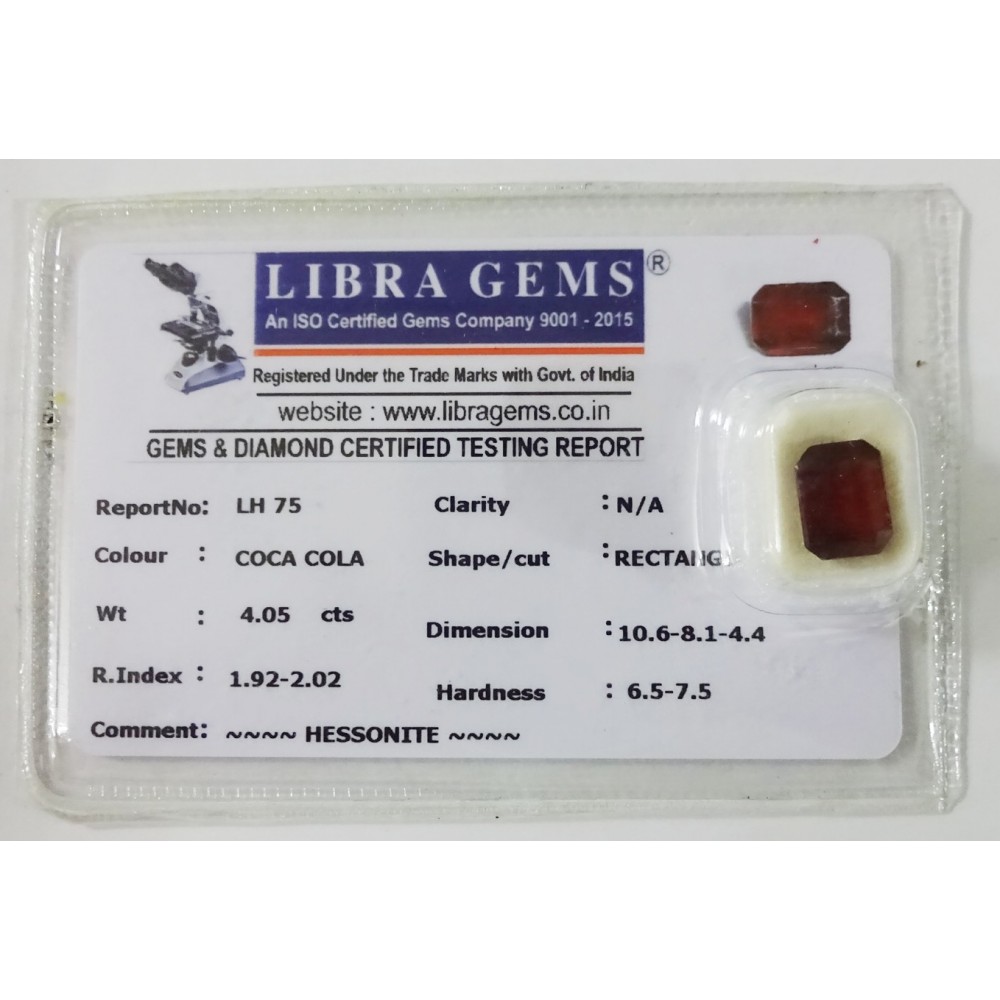 LIBRA GEMS ®
An ISO Certified Gems Company 9001 - 2015
Registered Under the Trade Marks with Govt. of India
website : www.libragems.co.in
GEMS & DIAMOND CERTIFIED TESTING REPORT
ReportNo: LH 75 Clarity : N/A
Colour : COCA COLA Shape/cut : RECTANG
Wt : 4.05 cts Dimension : 10.6-8.1-4.4
R.Index : 1.92-2.02 Hardness : 6.5-7.5
Comment: ~~~~ HESSONITE ~~~~